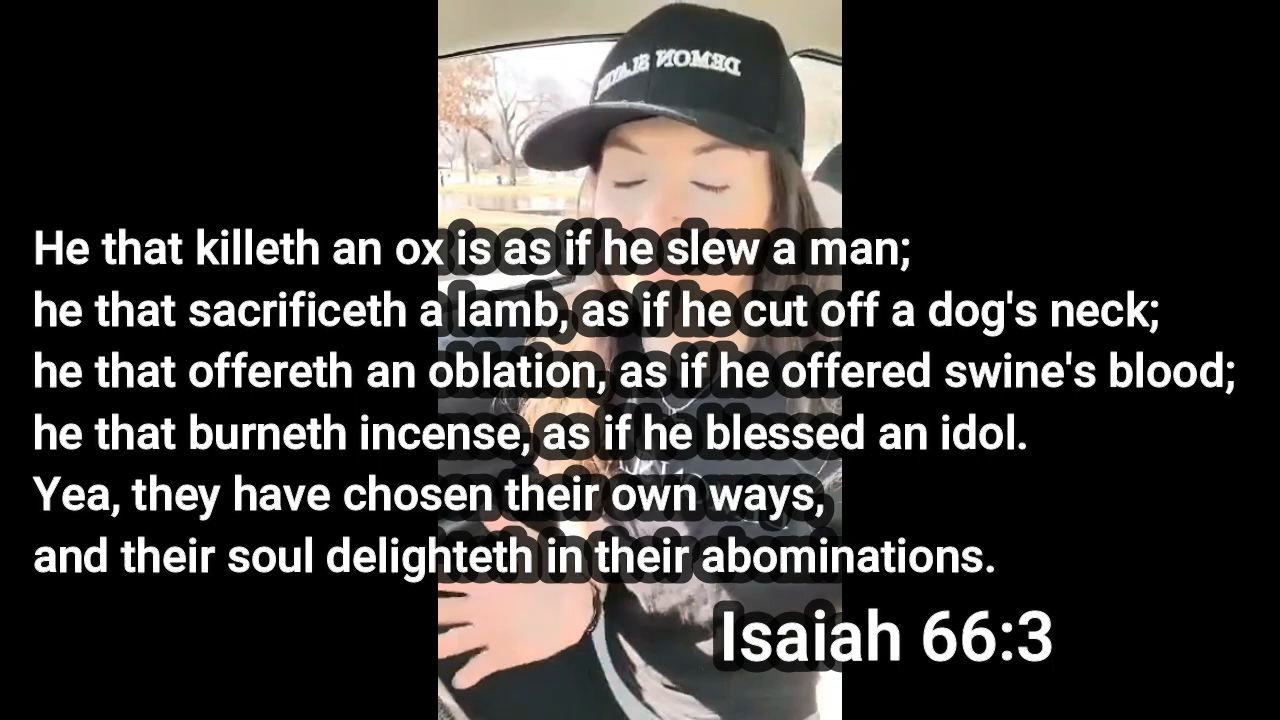 DEMON
He that killeth an ox is as if he slew a man;
he that sacrificeth a lamb, as if he cut off a dog's neck;
he that offereth an oblation, as if he offered swine's blood;
he that burneth incense, as if he blessed an idol.
Yea, they have chosen their own ways,
and their soul delighteth in their abominations.
Isaiah 66:3